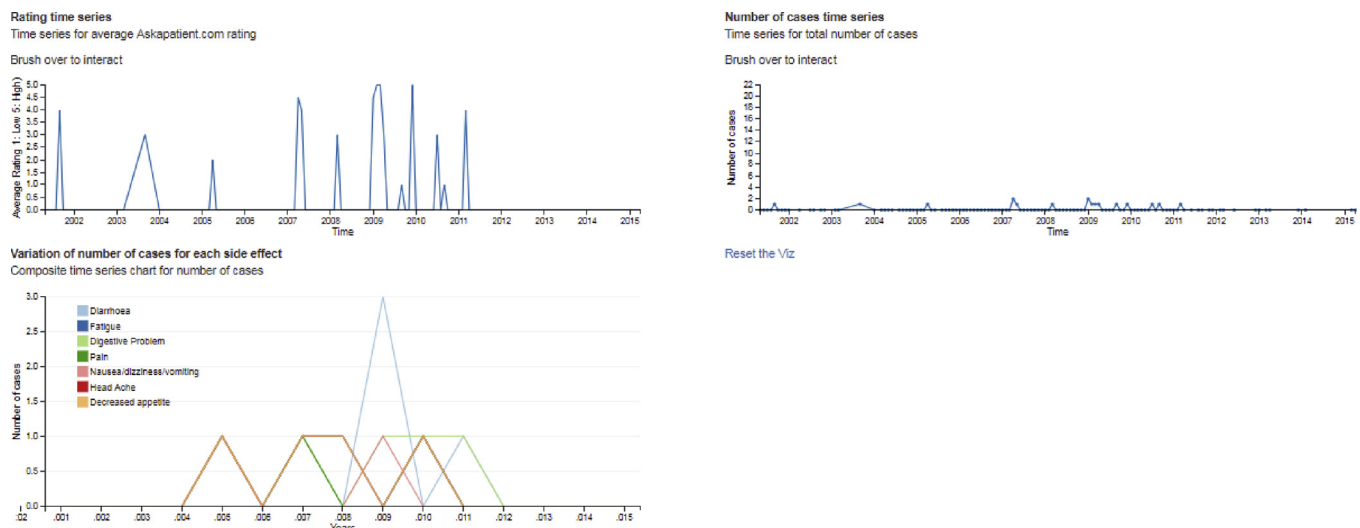 Rating time series
Time series for average Askapatient.com rating
Brush over to interact
Average Rating 1: Low 5: High)
5.0
4.5
4.0
3.5
3.0
2.5
2.0
1.5
1.0
0.5
0.0
2002 2003 2004 2005 2006 2007 2008 2009 2010 2011 2012 2013 2014 2015
Time
Number of cases time series
Time series for total number of cases
Brush over to interact
Number of cases
22
20
18
16
14
12
10
8
6
4
2
0
2002 2003 2004 2005 2006 2007 2008 2009 2010 2011 2012 2013 2014 2015
Time
Reset the Viz
Variation of number of cases for each side effect
Composite time series chart for number of cases
Number of cases
3.0
2.5
2.0
1.5
1.0
0.5
0.0
Diarrhoea
Fatigue
Digestive Problem
Pain
Nausea/dizziness/vomiting
Head Ache
Decreased appetite
:02 .001 .002 .003 .004 .005 .006 .007 .008 .009 .010 .011 .012 .013 .014 .015
Years